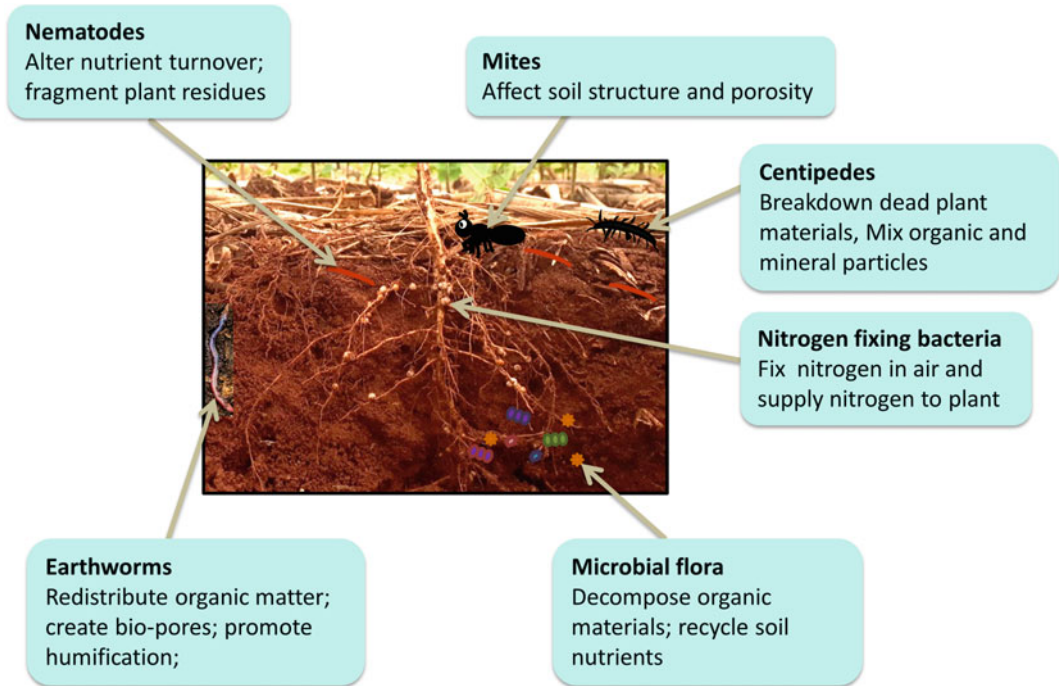 Nematodes
Alter nutrient turnover;
fragment plant residues
Mites
Affect soil structure and porosity
Centipedes
Breakdown dead plant
materials, Mix organic and
mineral particles
Nitrogen fixing bacteria
Fix nitrogen in air and
supply nitrogen to plant
Earthworms
Redistribute organic matter;
create bio-pores; promote
humification;
Microbial flora
Decompose organic
materials; recycle soil
nutrients